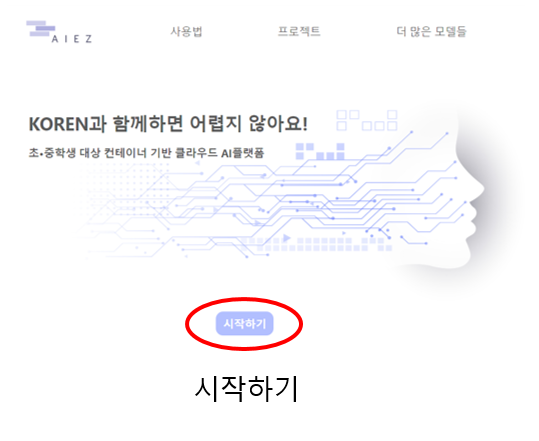 AIEZ
사용법
프로젝트
더 많은 모델들
KOREN과 함께하면 어렵지 않아요!
초•중학생 대상 컨테이너 기반 클라우드 AI플랫폼
시작하기
시작하기